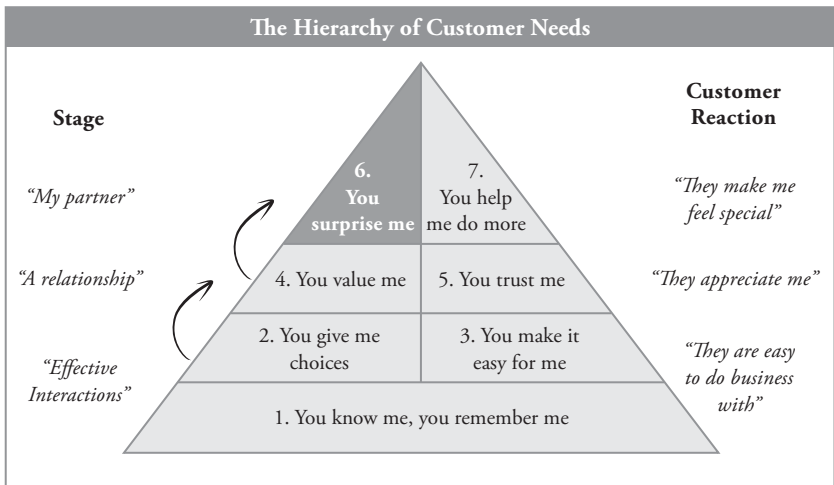 The Hierarchy of Customer Needs
Stage
Customer
Reaction
“My partner”
6.
You
surprise me
7.
You help
me do more
“They make me
feel special”
“A relationship”
4. You value me
5. You trust me
“They appreciate me”
“Effective
Interactions”
2. You give me
choices
3. You make it
easy for me
“They are easy
to do business
with”
1. You know me, you remember me